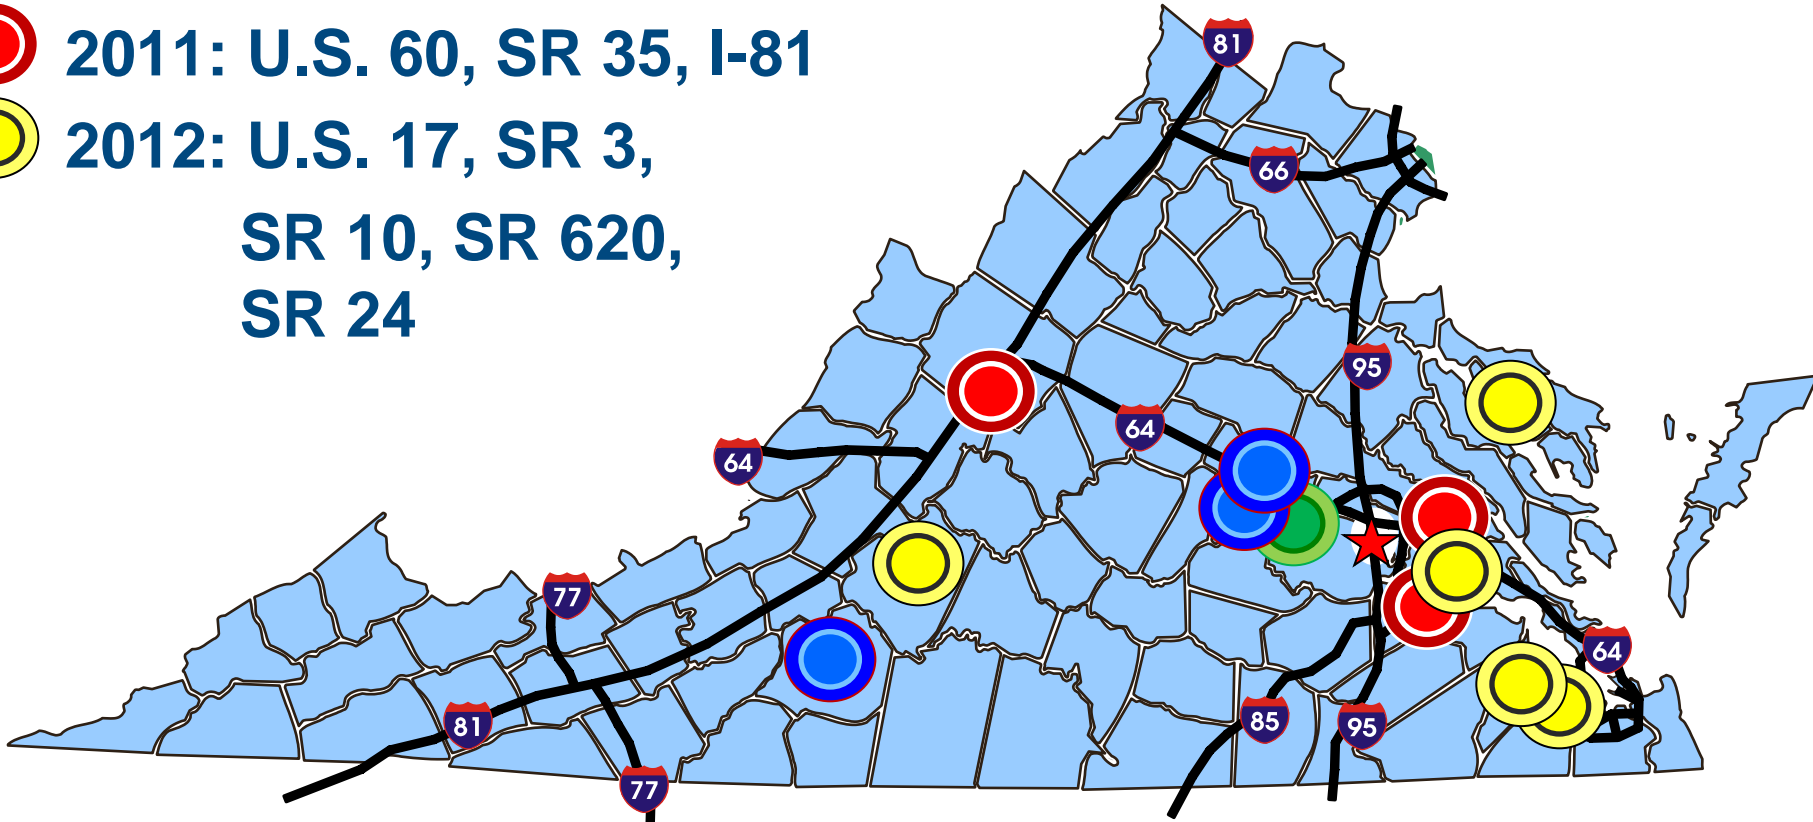 2011: U.S. 60, SR 35, I-81
2012: U.S. 17, SR 3,
SR 10, SR 620,
SR 24
81
66
95
64
64
77
64
81
85
95
77